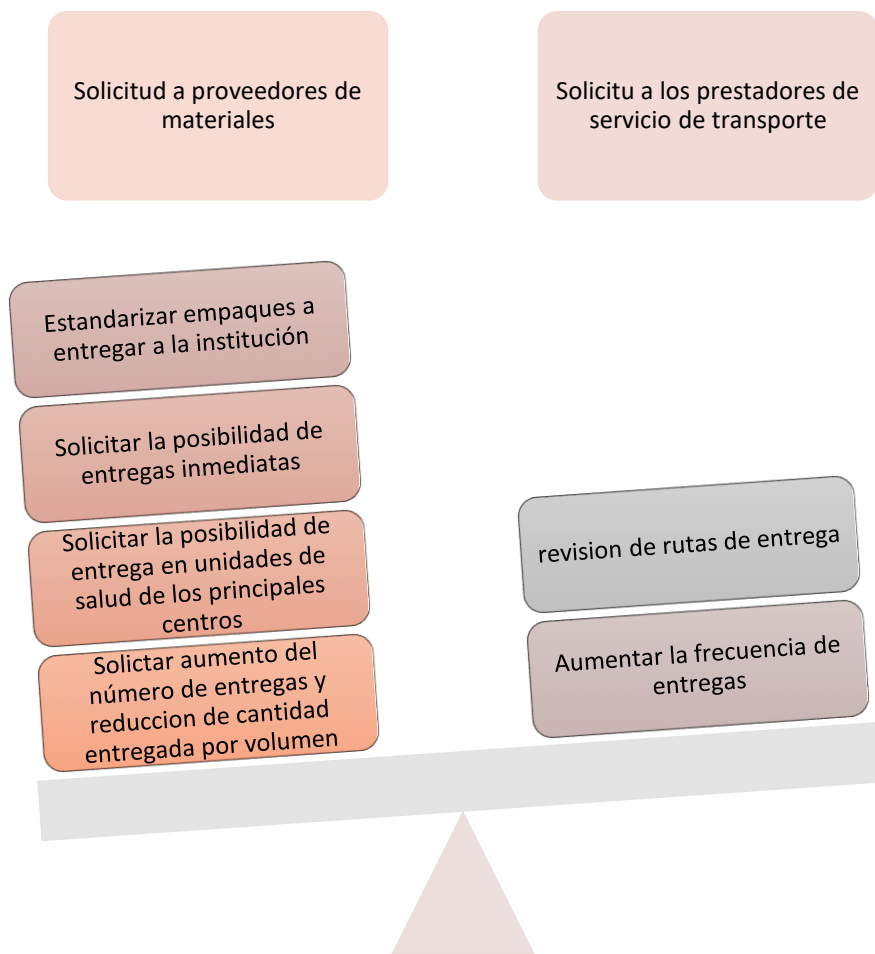 Solicitud a proveedores de
materiales
Solicitu a los prestadores de
servicio de transporte
Estandarizar empaques a
entregar a la institución
Solicitar la posibilidad de
entregas inmediatas
Solicitar la posibilidad de
entrega en unidades de
salud de los principales
centros
Solictar aumento del
número de entregas y
reduccion de cantidad
entregada por volumen
revision de rutas de entrega
Aumentar la frecuencia de
entregas